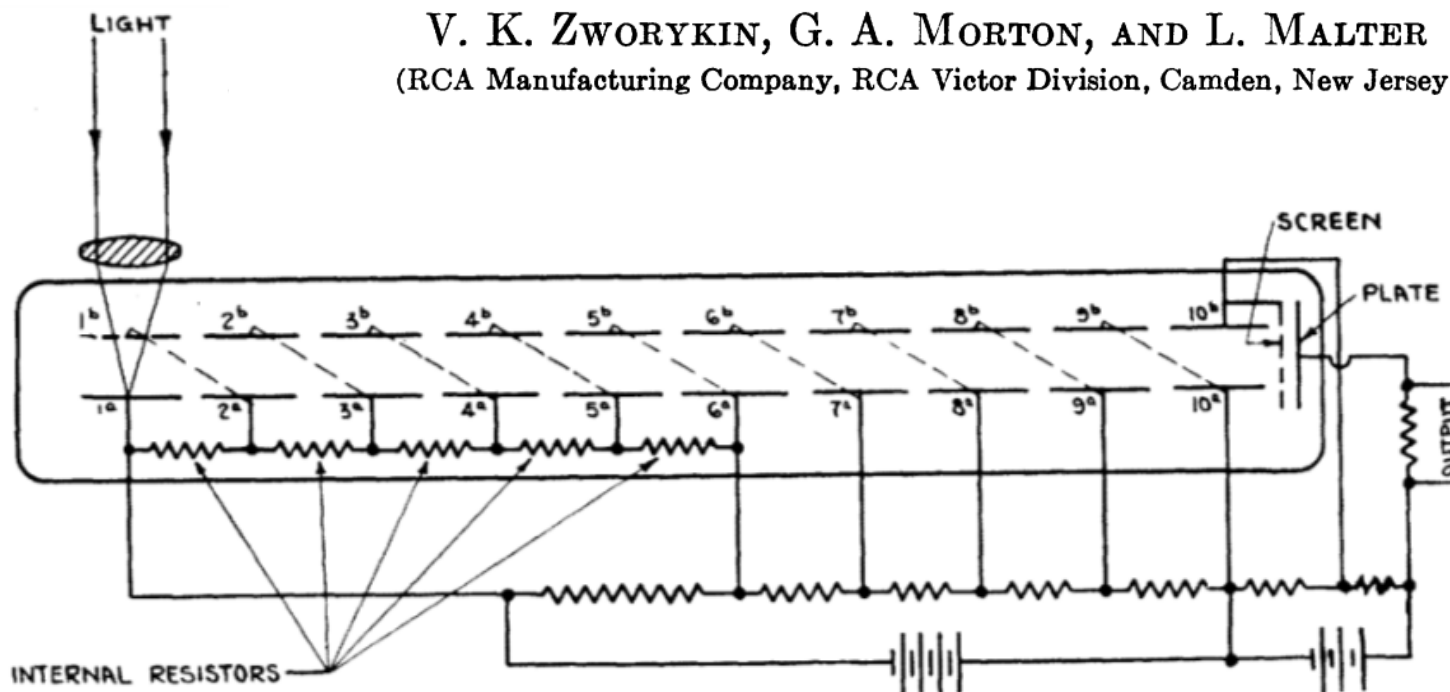 LIGHT
V. K. ZWORYKIN, G. A. MORTON, AND L. MALTER
(RCA Manufacturing Company, RCA Victor Division, Camden, New Jersey
SCREEN
PLATE
1b 2b 3b 4b 5b 6b 7b 8b 9b 10b
1a 2a 3a 4a 5a 6a 7a 8a 9a 10a
OUTPUT
INTERNAL RESISTORS